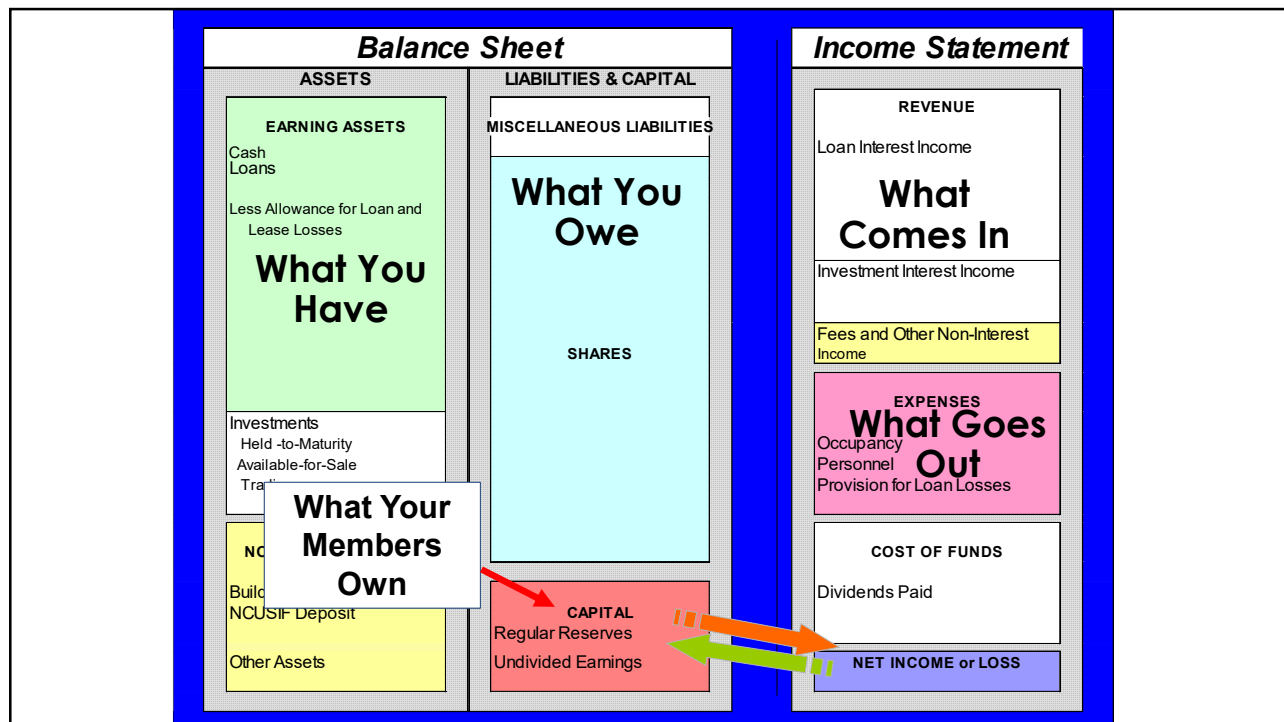 Balance Sheet
ASSETS
LIABILITIES & CAPITAL
EARNING ASSETS
Cash
Loans
Less Allowance for Loan and
Lease Losses
What You
Have
Investments
Held -to-Maturity
Available-for-Sale
What Your
Members
Own
NCUSIF Deposit
Other Assets
MISCELLANEOUS LIABILITIES
What You
Owe
SHARES
CAPITAL
Regular Reserves
Undivided Earnings
Income Statement
REVENUE
Loan Interest Income
What
Comes In
Investment Interest Income
Fees and Other Non-Interest
Income
EXPENSES
What Goes
Out
Occupancy
Personnel
Provision for Loan Losses
COST OF FUNDS
Dividends Paid
NET INCOME or LOSS